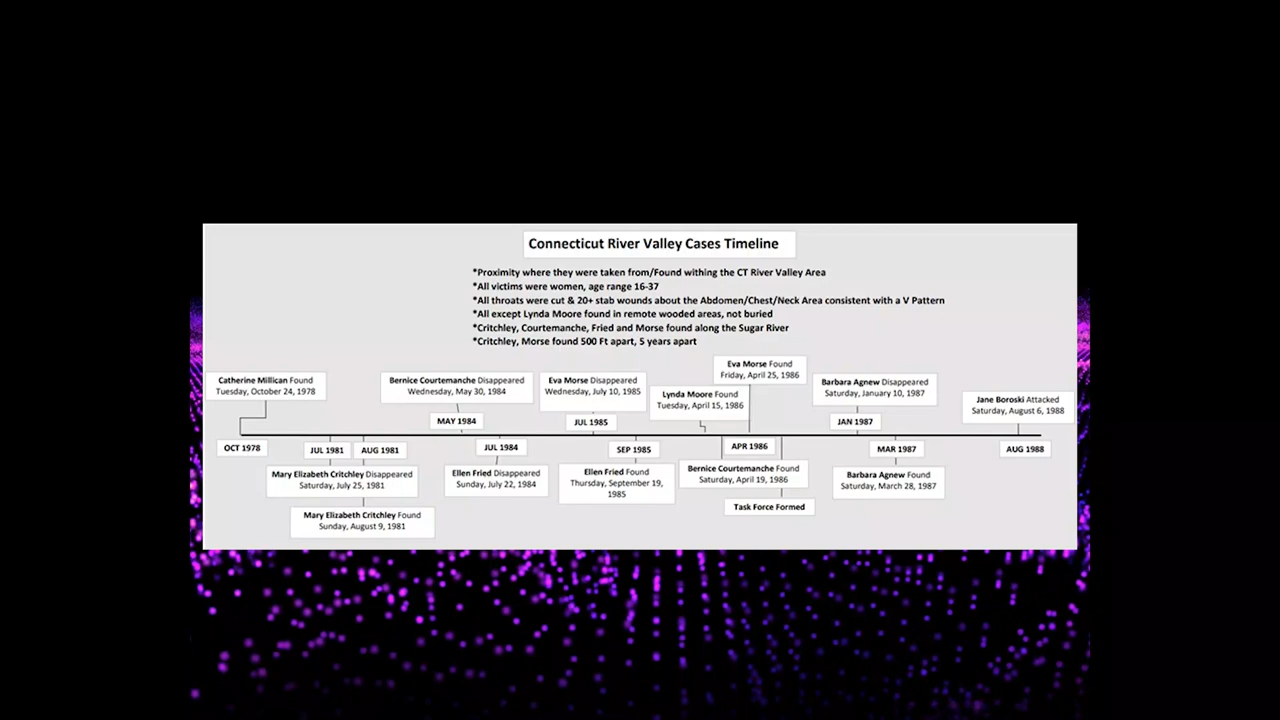 Connecticut River Valley Cases Timeline
*Proximity where they were taken from/Found withing the CT River Valley Area
*All victims were women, age range 16-37
*All throats were cut & 20+ stab wounds about the Abdomen/Chest/Neck Area consistent with a V Pattern
*All except Lynda Moore found in remote wooded areas, not buried
*Critchley, Courtemanche, Fried and Morse found along the Sugar River
*Critchley, Morse found 500 Ft apart, 5 years apart
Catherine Millican Found
Tuesday, October 24, 1978
Bernice Courtemanche Disappeared
Wednesday, May 30, 1984
Eva Morse Disappeared
Wednesday, July 10, 1985
Lynda Moore Found
Tuesday, April 15, 1986
Eva Morse Found
Friday, April 25, 1986
Barbara Agnew Disappeared
Saturday, January 10, 1987
Jane Boroski Attacked
Saturday, August 6, 1988
MAY 1984
JUL 1985
JAN 1987
OCT 1978
JUL 1981
AUG 1981
JUL 1984
SEP 1985
APR 1986
MAR 1987
AUG 1988
Mary Elizabeth Critchley Disappeared
Saturday, July 25, 1981
Ellen Fried Disappeared
Sunday, July 22, 1984
Ellen Fried Found
Thursday, September 19,
1985
Bernice Courtemanche Found
Saturday, April 19, 1986
Barbara Agnew Found
Saturday, March 28, 1987
Mary Elizabeth Critchley Found
Sunday, August 9, 1981
Task Force Formed